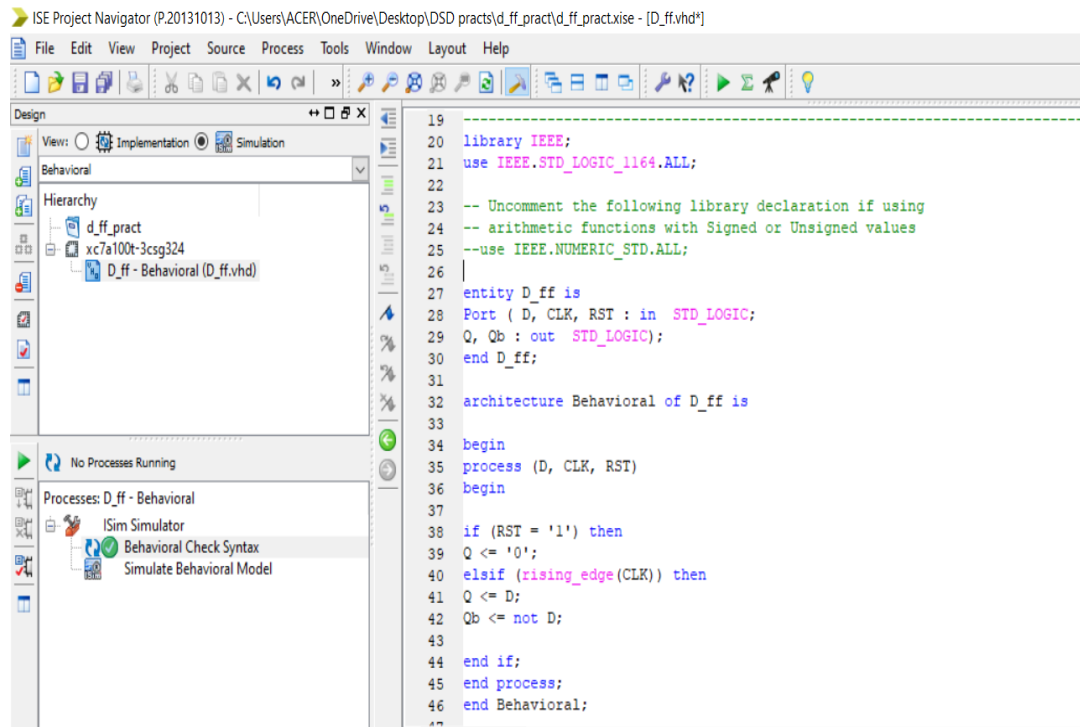 ISE Project Navigator (P.20131013) - C:\Users\ACER\OneDrive\Desktop\DSD practs\d_ff_pract\d_ff_pract.xise - [D_ff.vhd*]
File Edit View Project Source Process Tools Window Layout Help
»
Design
View: Implementation Simulation
Behavioral
Hierarchy
d_ff_pract
xc7a100t-3csg324
D_ff - Behavioral (D_ff.vhd)
No Processes Running
Processes: D_ff - Behavioral
ISim Simulator
Behavioral Check Syntax
Simulate Behavioral Model
19 --------------------------------------------------------------------------------
20 library IEEE;
21 use IEEE.STD_LOGIC_1164.ALL;
22
23 -- Uncomment the following library declaration if using
24 -- arithmetic functions with Signed or Unsigned values
25 --use IEEE.NUMERIC_STD.ALL;
26
27 entity D_ff is
28 Port ( D, CLK, RST : in STD_LOGIC;
29 Q, Qb : out STD_LOGIC);
30 end D_ff;
31
32 architecture Behavioral of D_ff is
33
34 begin
35 process (D, CLK, RST)
36 begin
37
38 if (RST = '1') then
39 Q <= '0';
40 elsif (rising_edge(CLK)) then
41 Q <= D;
42 Qb <= not D;
43
44 end if;
45 end process;
46 end Behavioral;
47